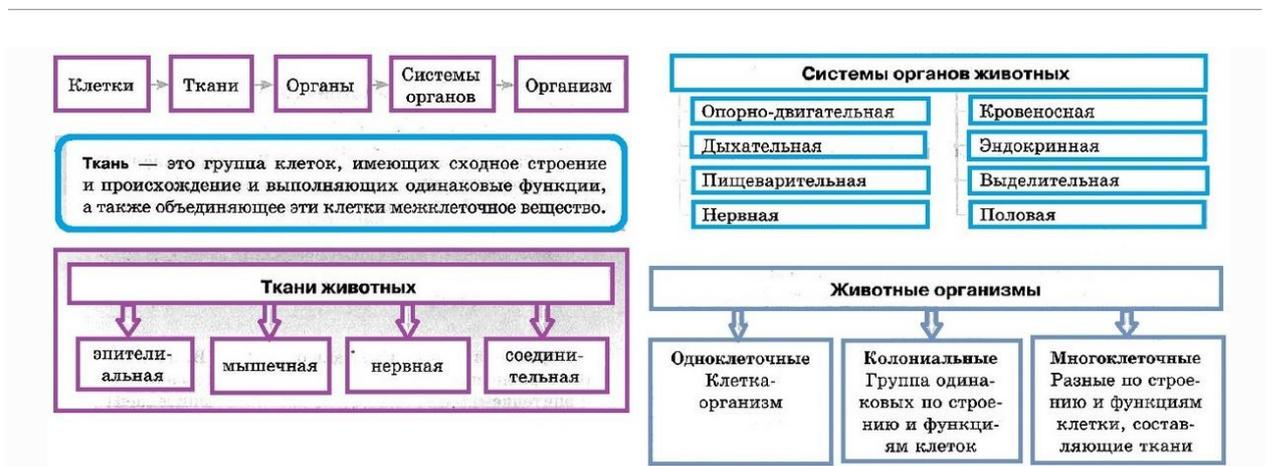 Клетки
Ткани
Органы
Системы
органов
Организм
Ткань — это группа клеток, имеющих сходное строение
и происхождение и выполняющих одинаковые функции,
а также объединяющее эти клетки межклеточное вещество.
Ткани животных
эпители-
альная
мышечная
нервная
соедини-
тельная
Системы органов животных
Опорно-двигательная
Дыхательная
Пищеварительная
Нервная
Кровеносная
Эндокринная
Выделительная
Половая
Животные организмы
Одноклеточные
Клетка-
организм
Колониальные
Группа одина-
ковых по строе-
нию и функци-
ям клеток
Многоклеточные
Разные по строе-
нию и функциям
клетки, состав-
ляющие ткани